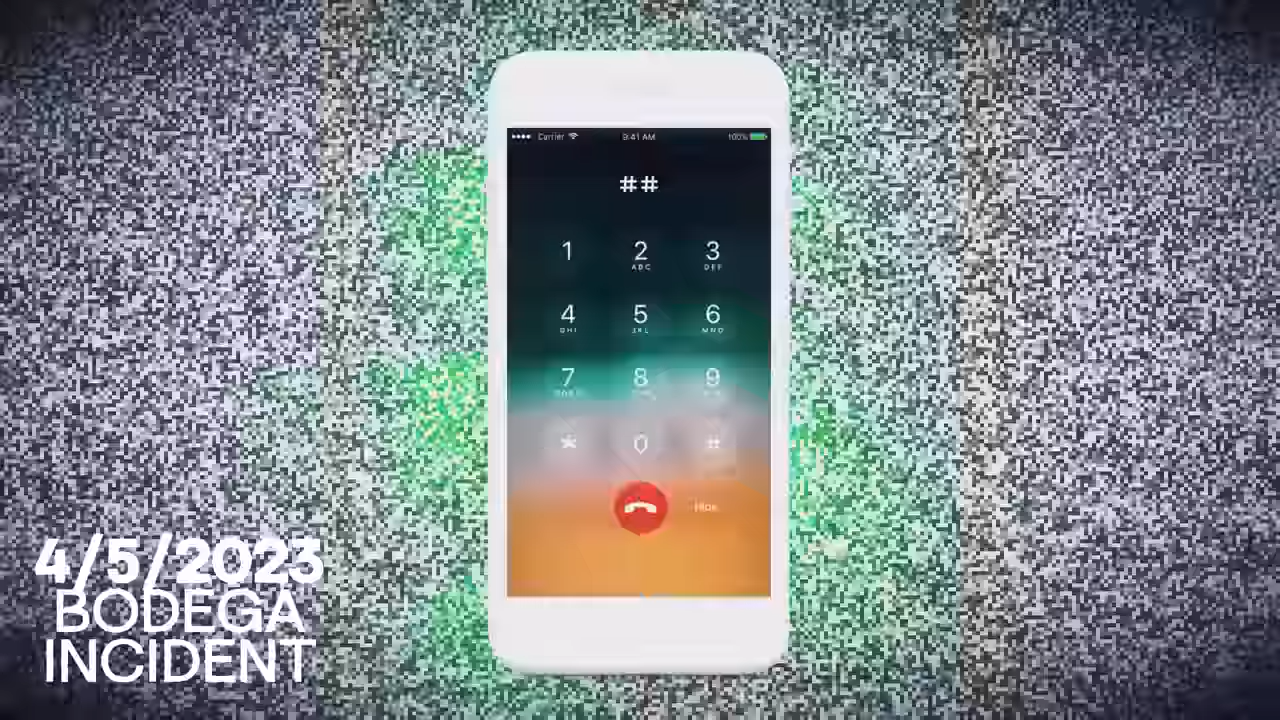 Carrier 9:41 AM 100%
##
1 2 3
ABC DEF
4 5 6
GHI JKL MNO
7 8 9
* 0 #
Hide
4/5/2023
BODEGA
INCIDENT